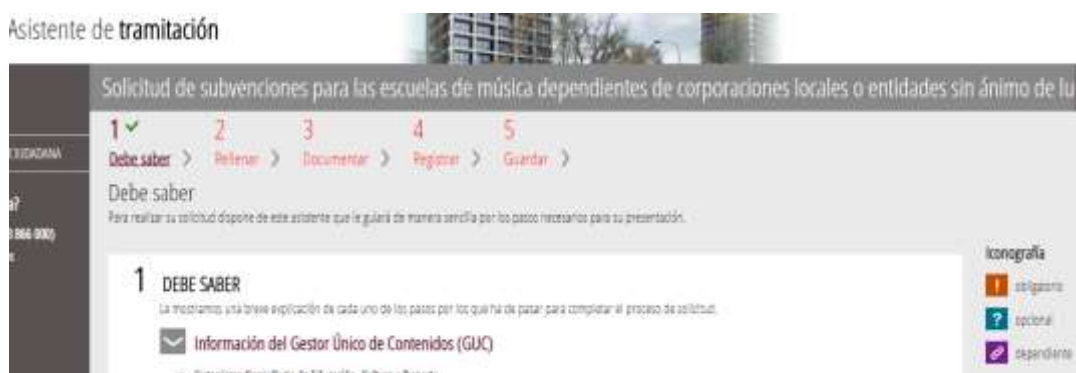 Asistente de tramitación
Solicitud de subvenciones para las escuelas de música dependientes de corporaciones locales o entidades sin ánimo de lu
1 2 3 4 5
Debe saber > Rellenar > Documentar > Registrar > Guardar >
CIUDADANA
Debe saber
Para realizar su solicitud dispone de este asistente que le guiará de manera sencilla por los pasos necesarios para su presentación.
866 000)
Iconografía
1 DEBE SABER
obligatorio
Le mostramos una breve explicación de cada uno de los pasos por los que ha de pasar para completar el proceso de solicitud.
? opcional
Información del Gestor Único de Contenidos (GUC)
dependiente